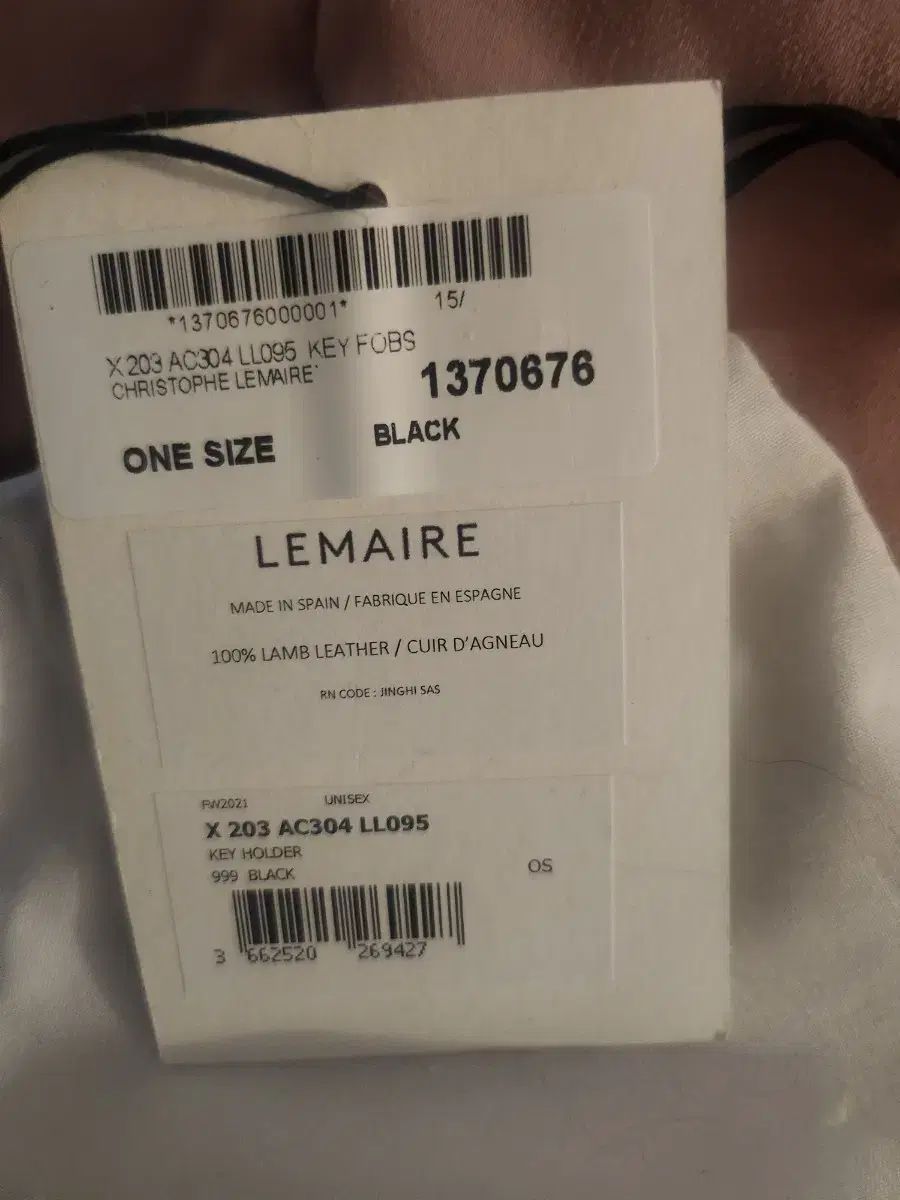 *1370676000001*
15/
X 203 AC304 LL095 KEY FOBS
CHRISTOPHE LEMAIRE
1370676
ONE SIZE
BLACK
LEMAIRE
MADE IN SPAIN / FABRIQUE EN ESPAGNE
100% LAMB LEATHER / CUIR D'AGNEAU
RN CODE : JINGHI SAS
FW2021 UNISEX
X 203 AC304 LL095
KEY HOLDER
999 BLACK
OS
3 662520 269427